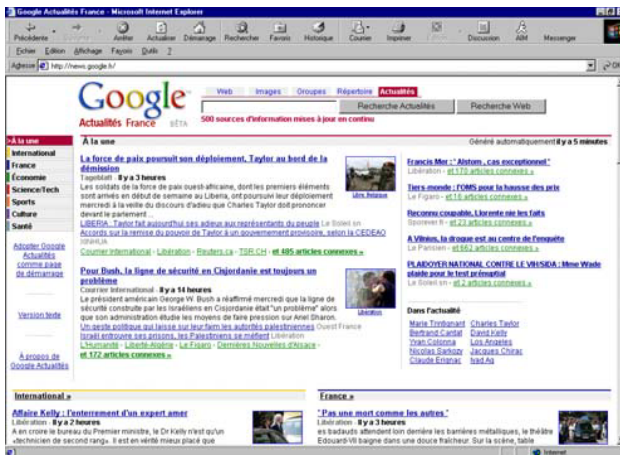 Google Actualités France - Microsoft Internet Explorer
Précédente Arrêter Actualiser Démarrage Rechercher Favoris Historique Courrier Imprimer Discussion AIM Messenger
Fichier Edition Affichage Favoris Outils ?
Adresse http://news.google.fr/ OK
Google
Actualités France BÊTA
Web Images Groupes Répertoire Actualités
Recherche Actualités Recherche Web
500 sources d'information mises à jour en continu
>À la une
International
France
Économie
Science/Tech
Sports
Culture
Santé
Adopter Google
Actualités
comme page
de démarrage
Version texte
À propos de
Google Actualités
À la une Généré automatiquement il y a 5 minutes
La force de paix poursuit son déploiement, Taylor au bord de la
démission
Tageblatt - Il y a 3 heures
Les soldats de la force de paix ouest-africaine, dont les premiers éléments
sont arrivés en début de semaine au Liberia, ont poursuivi leur déploiement
mercredi à la veille du discours d'adieu que Charles Taylor doit prononcer
devant le parlement ...
LIBERIA : Taylor fait aujourd'hui ses adieux aux représentants du peuple Le Soleil sn
Accords sur la remise du pouvoir de Taylor à un gouvernement provisoire, selon la CEDEAO
XINHUA
Courrier International - Libération - Reuters.ca - TSR.CH - et 485 articles connexes »
Libre Belgique
Pour Bush, la ligne de sécurité en Cisjordanie est toujours un
problème
Courrier International - Il y a 14 heures
Le président américain George W. Bush a réaffirmé mercredi que la ligne de
sécurité construite par les Israéliens en Cisjordanie était "un problème" alors
que son administration étudie les moyens de faire pression sur Ariel Sharon.
Un geste politique qui laisse sur leur faim les autorités palestiniennes Ouest France
Israël entrouvre ses prisons, les Palestiniens se méfient Libération
L'Humanité - Liberté-Algérie - Le Figaro - Dernières Nouvelles d'Alsace -
et 172 articles connexes »
Libération
Francis Mer : " Alstom , cas exceptionnel "
Libération - et 170 articles connexes »
Tiers-monde : l'OMS pour la hausse des prix
Le Figaro - et 16 articles connexes »
Reconnu coupable, Llorente nie les faits
Sporever.fr - et 23 articles connexes »
A Vilnius, la drogue est au centre de l'enquête
Le Parisien - et 662 articles connexes »
PLAIDOYER NATIONAL CONTRE LE VIH/SIDA : Mme Wade
plaide pour le test prénuptial
Le Soleil sn - et 2 articles connexes »
Dans l'actualité
Marie Trintignant Charles Taylor
Bertrand Cantat David Kelly
Yvan Colonna Los Angeles
Nicolas Sarkozy Jacques Chirac
Claude Erignac Iyad Ag
International »
Affaire Kelly : l'enterrement d'un expert amer
Libération - Il y a 2 heures
A en croire le bureau du Premier ministre, le Dr Kelly n'est qu'un
«technicien de second rang». Il est en vérité mieux placé que
France »
"Pas une mort comme les autres "
Libération - Il y a 3 heures
es badauds attendent loin derrière les barrières métalliques, le théâtre
Edouard-VII baigne dans une douce fraîcheur. Sur la scène, table
Internet